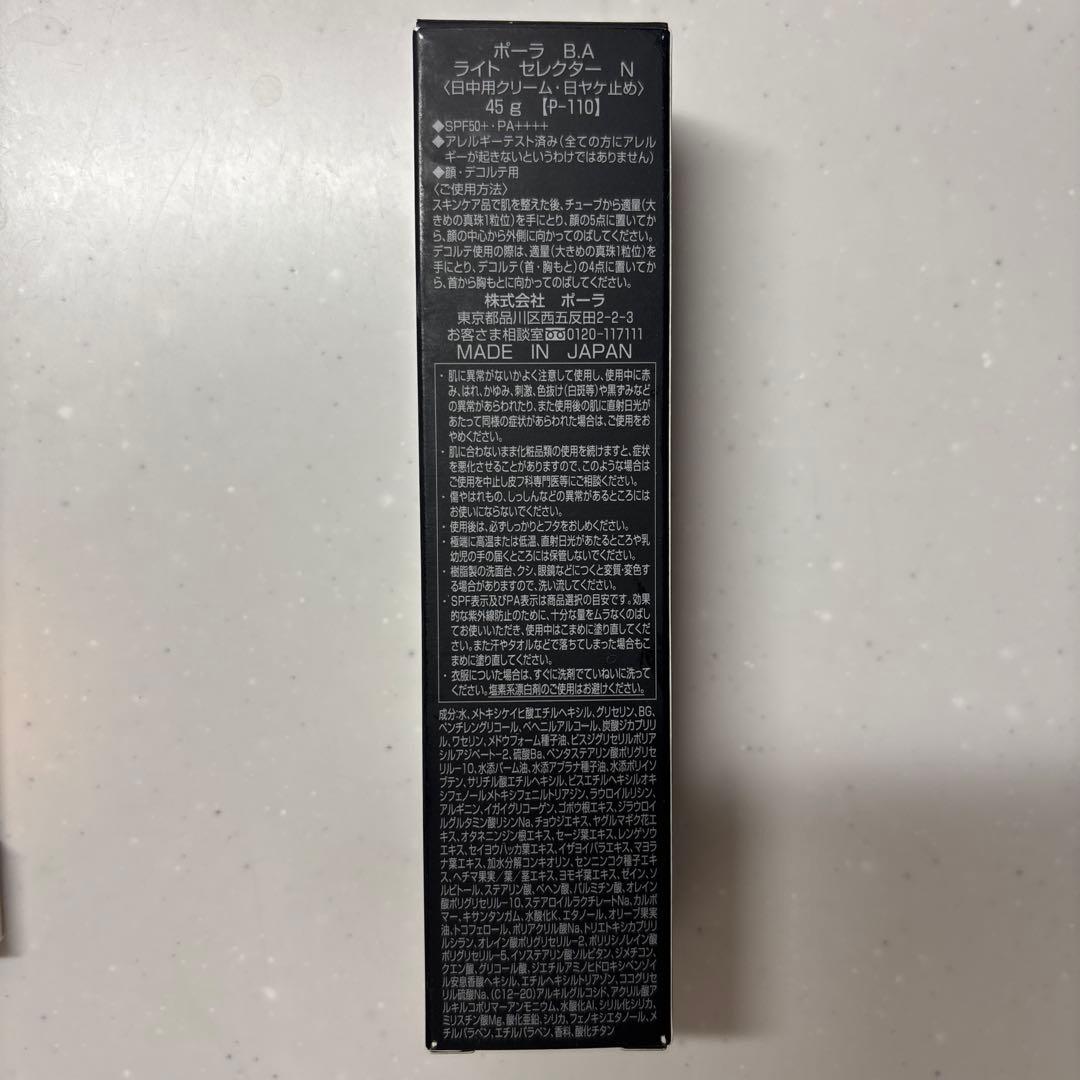 ポーラ B.A
ライト セレクター N
〈日中用クリーム・日ヤケ止め〉
45g 【P-110】
◆SPF50+・PA++++
◆アレルギーテスト済み(全ての方にアレル
ギーが起きないというわけではありません)
◆顔・デコルテ用
〈ご使用方法〉
スキンケア品で肌を整えた後、チューブから適量(大
きめの真珠1粒位)を手にとり、顔の5点に置いてか
ら、顔の中心から外側に向かってのばしてください。
デコルテ使用の際は、適量(大きめの真珠1粒位)を
手にとり、デコルテ(首・胸もと)の4点に置いてか
ら、首から胸もとに向かってのばしてください。
株式会社 ポーラ
東京都品川区西五反田2-2-3
お客さま相談室0120-117111
MADE IN JAPAN
・肌に異常がないかよく注意して使用し、使用中に赤
み、はれ、かゆみ、刺激、色抜け(白斑等)や黒ずみなど
の異常があらわれたり、また使用後の肌に直射日光が
あたって同様の症状があらわれた場合は、ご使用をお
やめください。
・肌に合わないまま化粧品類の使用を続けますと、症状
を悪化させることがありますので、このような場合は
ご使用を中止し皮フ科専門医等にご相談ください。
・傷やはれもの、しっしんなどの異常があるところには
お使いにならないでください。
・使用後は、必ずしっかりとフタをおしめください。
・極端に高温または低温、直射日光があたるところや乳
幼児の手の届くところには保管しないでください。
・樹脂製の洗面台、クシ、眼鏡などにつくと変質・変色す
る場合がありますので、洗い流してください。
・SPF表示及びPA表示は商品選択の目安です。効果
的な紫外線防止のために、十分な量をムラなくのばし
てお使いいただき、使用中はこまめに塗り直してくだ
さい。また汗やタオルなどで落ちてしまった場合もこ
まめに塗り直してください。
・衣服についた場合は、すぐに洗剤でていねいに洗って
ください。塩素系漂白剤のご使用はお避けください。
成分:水、メトキシケイヒ酸エチルヘキシル、グリセリン、BG、
ペンチレングリコール、ベヘニルアルコール、炭酸ジカプリリ
ル、ワセリン、メドウフォーム種子油、ビスジグリセリルポリア
シルアジペート-2、硫酸Ba、ペンタステアリン酸ポリグリセ
リル-10、水添パーム油、水添アブラナ種子油、水添ポリイソ
ブテン、サリチル酸エチルヘキシル、ビスエチルヘキシルオキ
シフェノールメトキシフェニルトリアジン、ラウロイルリシン、
アルギニン、イガイグリコーゲン、ゴボウ根エキス、ジラウロイ
ルグルタミン酸リシンNa、チョウジエキス、ヤグルマギク花エ
キス、オタネニンジン根エキス、セージ葉エキス、レンゲソウ
エキス、セイヨウハッカ葉エキス、イザヨイバラエキス、マヨラ
ナ葉エキス、加水分解コンキオリン、センニンコク種子エキ
ス、ヘチマ果実/葉/茎エキス、ヨモギ葉エキス、ゼイン、ソ
ルビトール、ステアリン酸、ベヘン酸、パルミチン酸、オレイン
酸ポリグリセリル-10、ステアロイルラクチレートNa、カルボ
マー、キサンタンガム、水酸化K、エタノール、オリーブ果実
油、トコフェロール、ポリアクリル酸Na、トリエトキシカプリリ
ルシラン、オレイン酸ポリグリセリル-2、ポリリシノレイン酸
ポリグリセリル-5、イソステアリン酸ソルビタン、ジメチコン、
クエン酸、グリコール酸、ジエチルアミノヒドロキシベンゾイ
ル安息香酸ヘキシル、エチルヘキシルトリアゾン、ココグリセ
リル硫酸Na、(C12-20)アルキルグルコシド、アクリル酸ア
ルキルコポリマーアンモニウム、水酸化Al、シリル化シリカ、
ミリスチン酸Mg、酸化亜鉛、シリカ、フェノキシエタノール、メ
チルパラベン、エチルパラベン、香料、酸化チタン